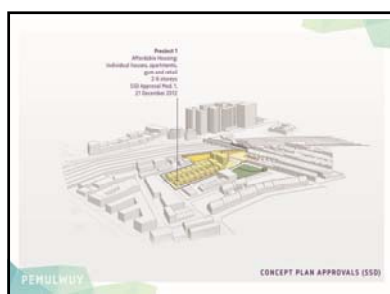 Precinct 1
Affordable Housing:
Individual houses, apartments,
gym and retail
2-6 storeys
SSD Approval Mod. 1,
21 December 2012
CONCEPT PLAN APPROVALS (SSD)
PEMULWUY